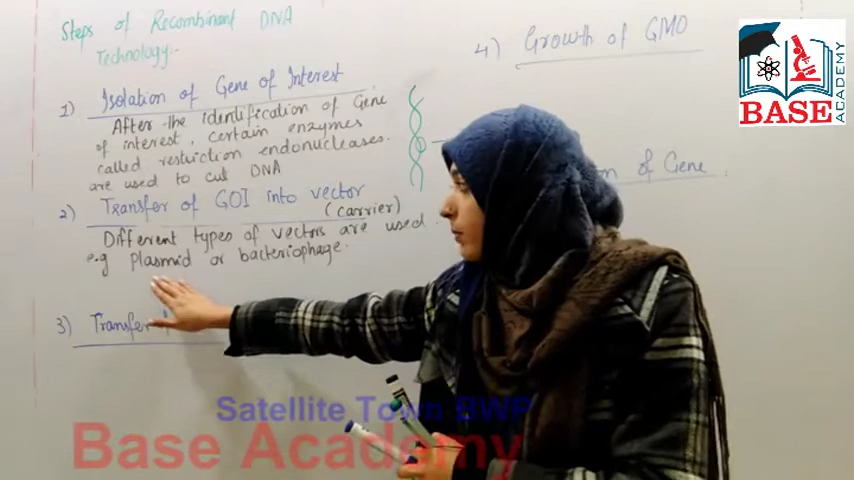 Steps of Recombinant DNA
Technology:-
1) Isolation of Gene of Interest
After the identification of Gene
of interest, certain enzymes
called restriction endonucleases.
are used to cut DNA
2) Transfer of GOI into vector
(carrier)
Different types of vectors are used
e.g Plasmid or bacteriophage.
3) Transfer
4) Growth of GMO
of Gene
BASE
ACADEMY
Satellite Town BWP
Base Academy